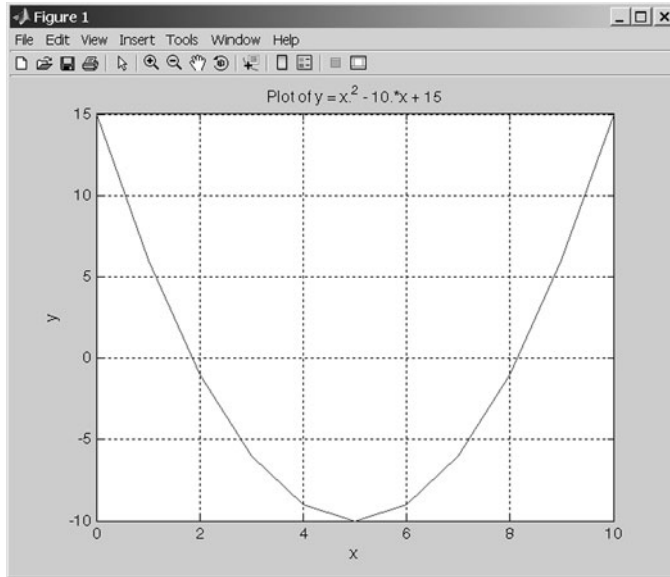 Figure 1
File Edit View Insert Tools Window Help
Plot of y = x.² - 10.*x + 15
15
10
5
0
-5
-10
y
0 2 4 6 8 10
x